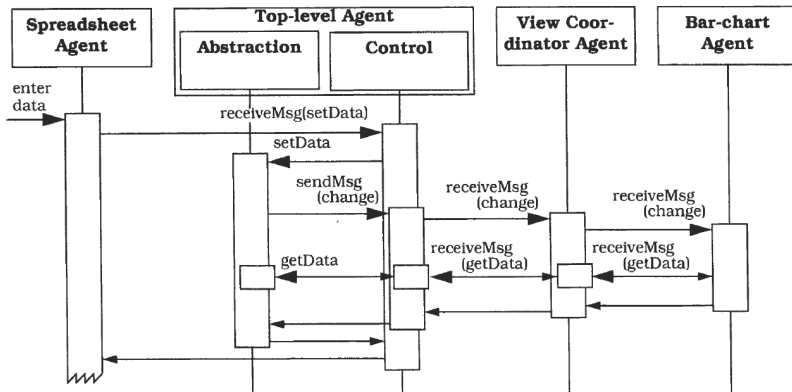 Spreadsheet
Agent
Top-level Agent
Abstraction
Control
View Coor-
dinator Agent
Bar-chart
Agent
enter
data
receiveMsg(setData)
setData
sendMsg
(change)
receiveMsg
(change)
receiveMsg
(change)
getData
receiveMsg
(getData)
receiveMsg
(getData)